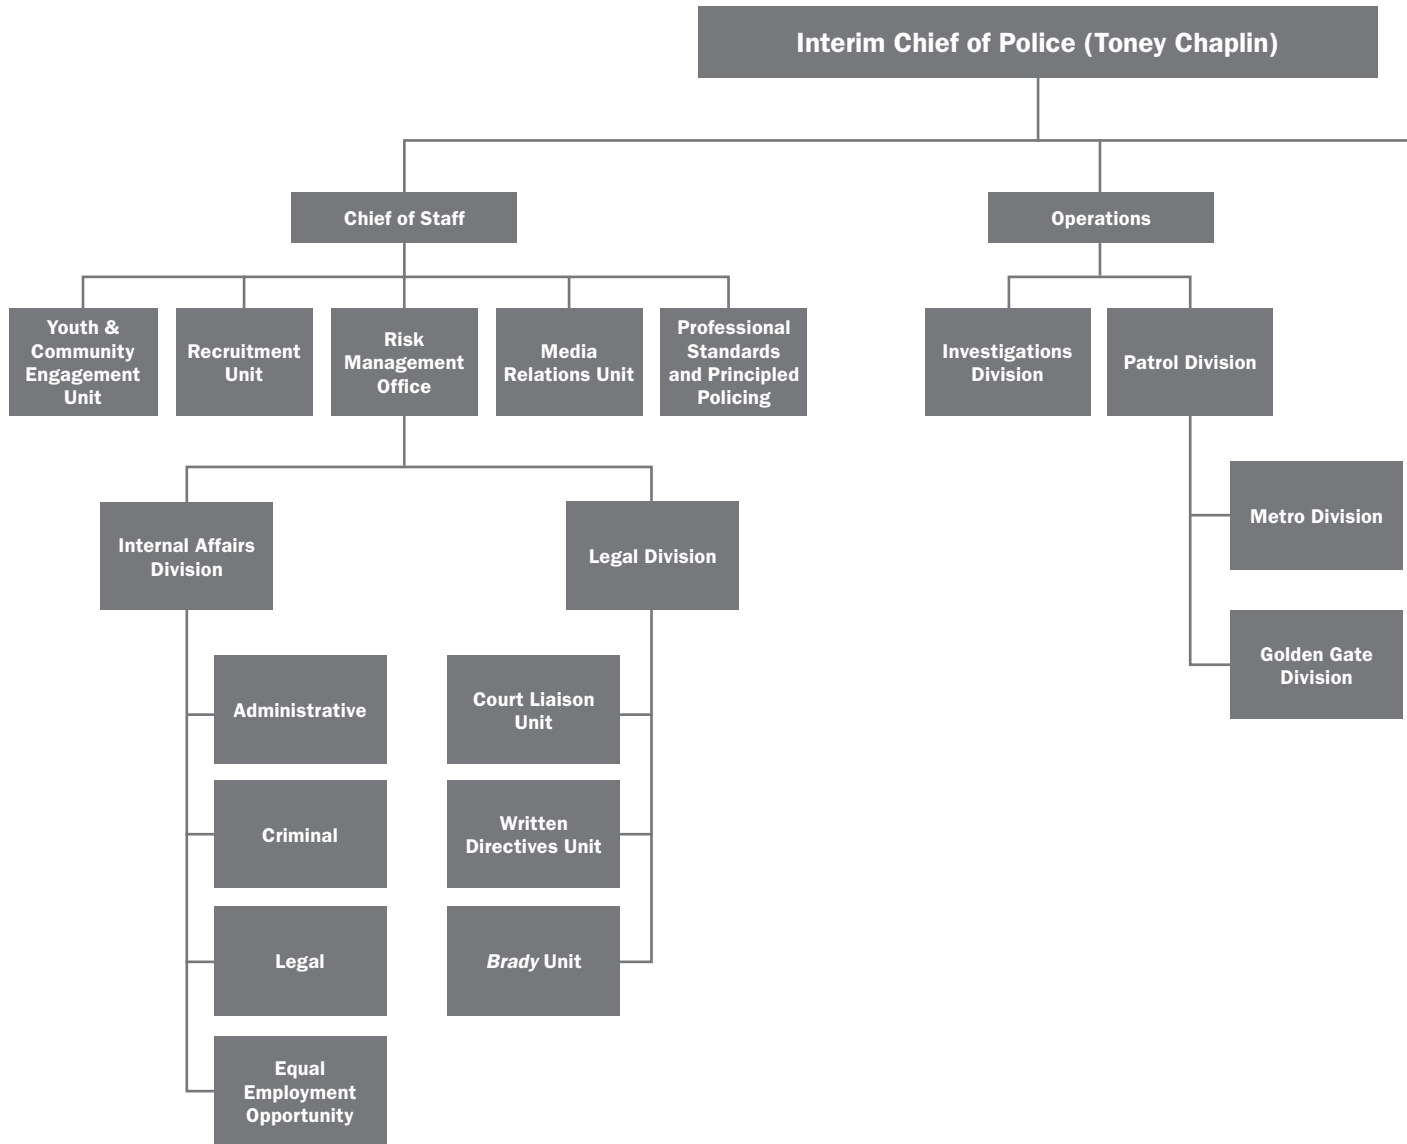 Interim Chief of Police (Toney Chaplin)
Chief of Staff
Operations
Youth &
Community
Engagement
Unit
Recruitment
Unit
Risk
Management
Office
Media
Relations Unit
Professional
Standards
and Principled
Policing
Investigations
Division
Patrol Division
Internal Affairs
Division
Legal Division
Metro Division
Golden Gate
Division
Administrative
Criminal
Legal
Equal
Employment
Opportunity
Court Liaison
Unit
Written
Directives Unit
Brady Unit